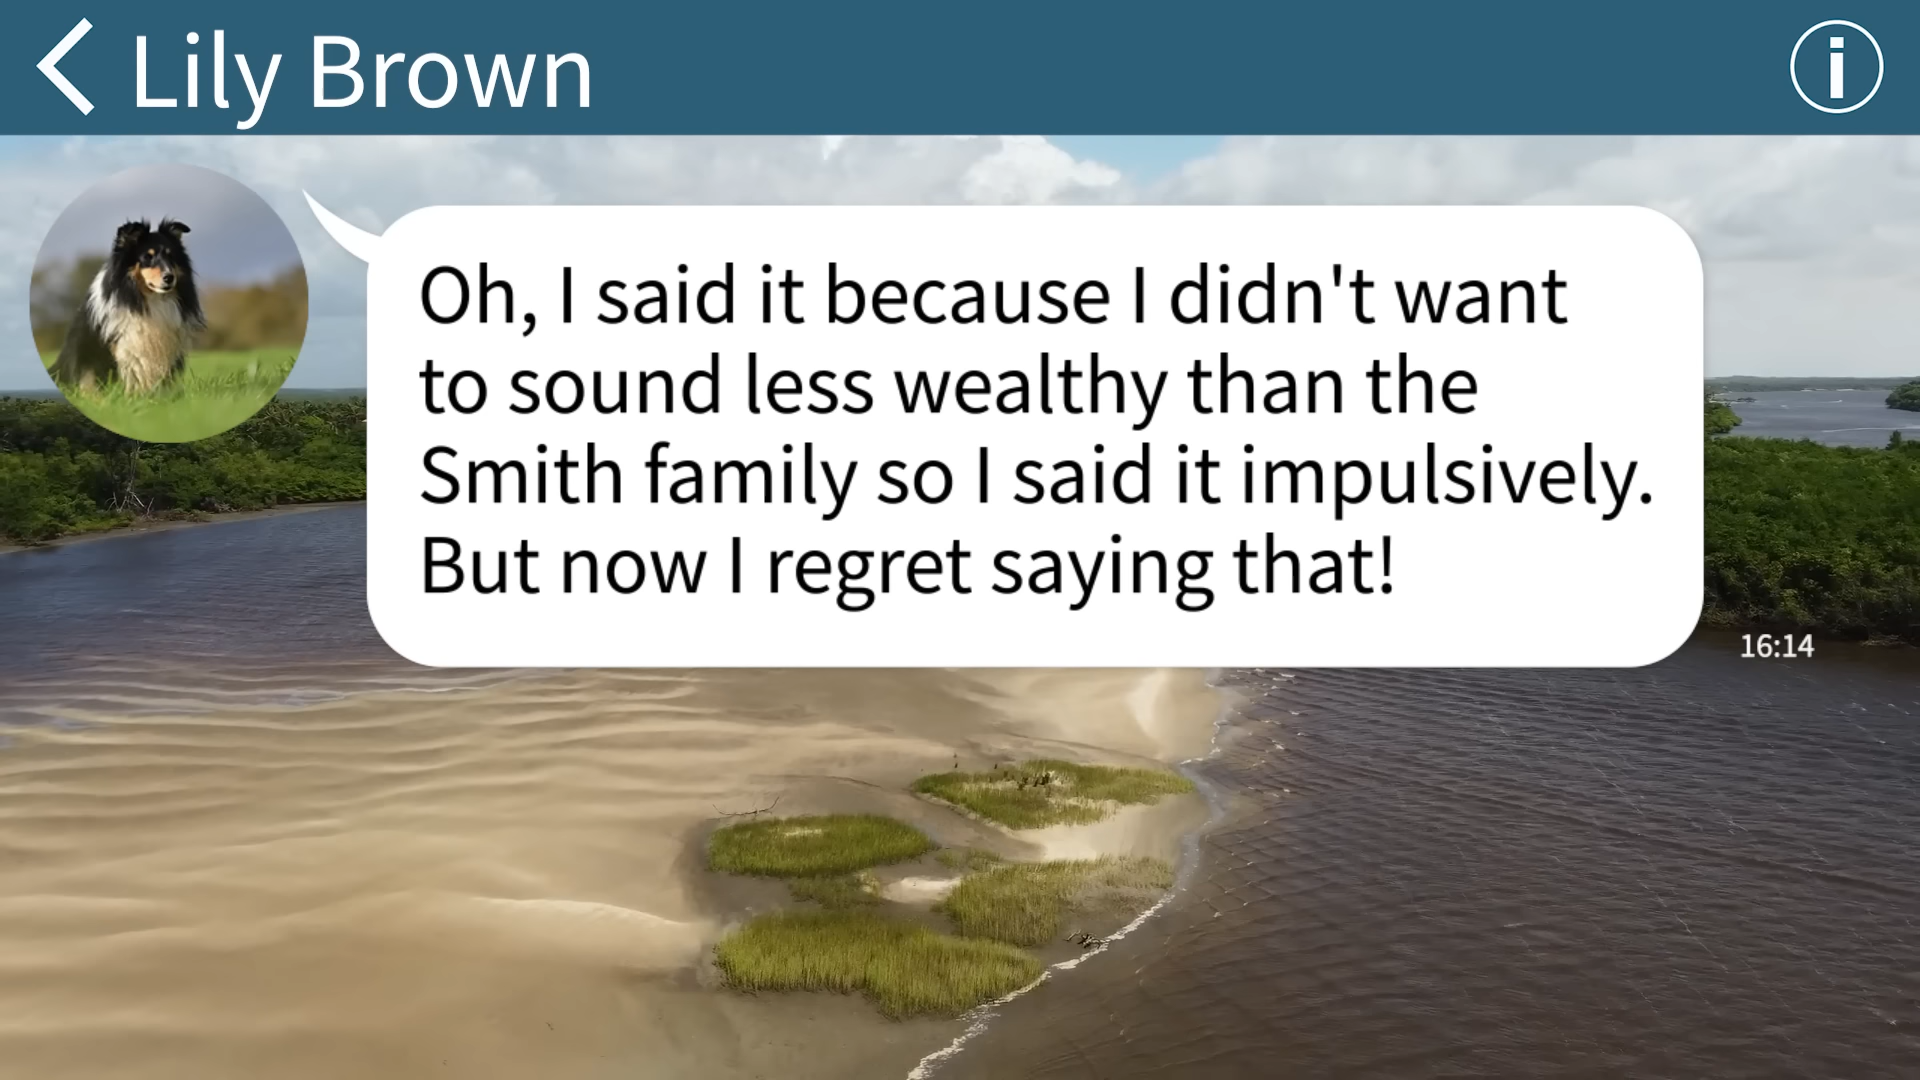 Lily Brown
Oh, I said it because I didn't want
to sound less wealthy than the
Smith family so I said it impulsively.
But now I regret saying that!
16:14